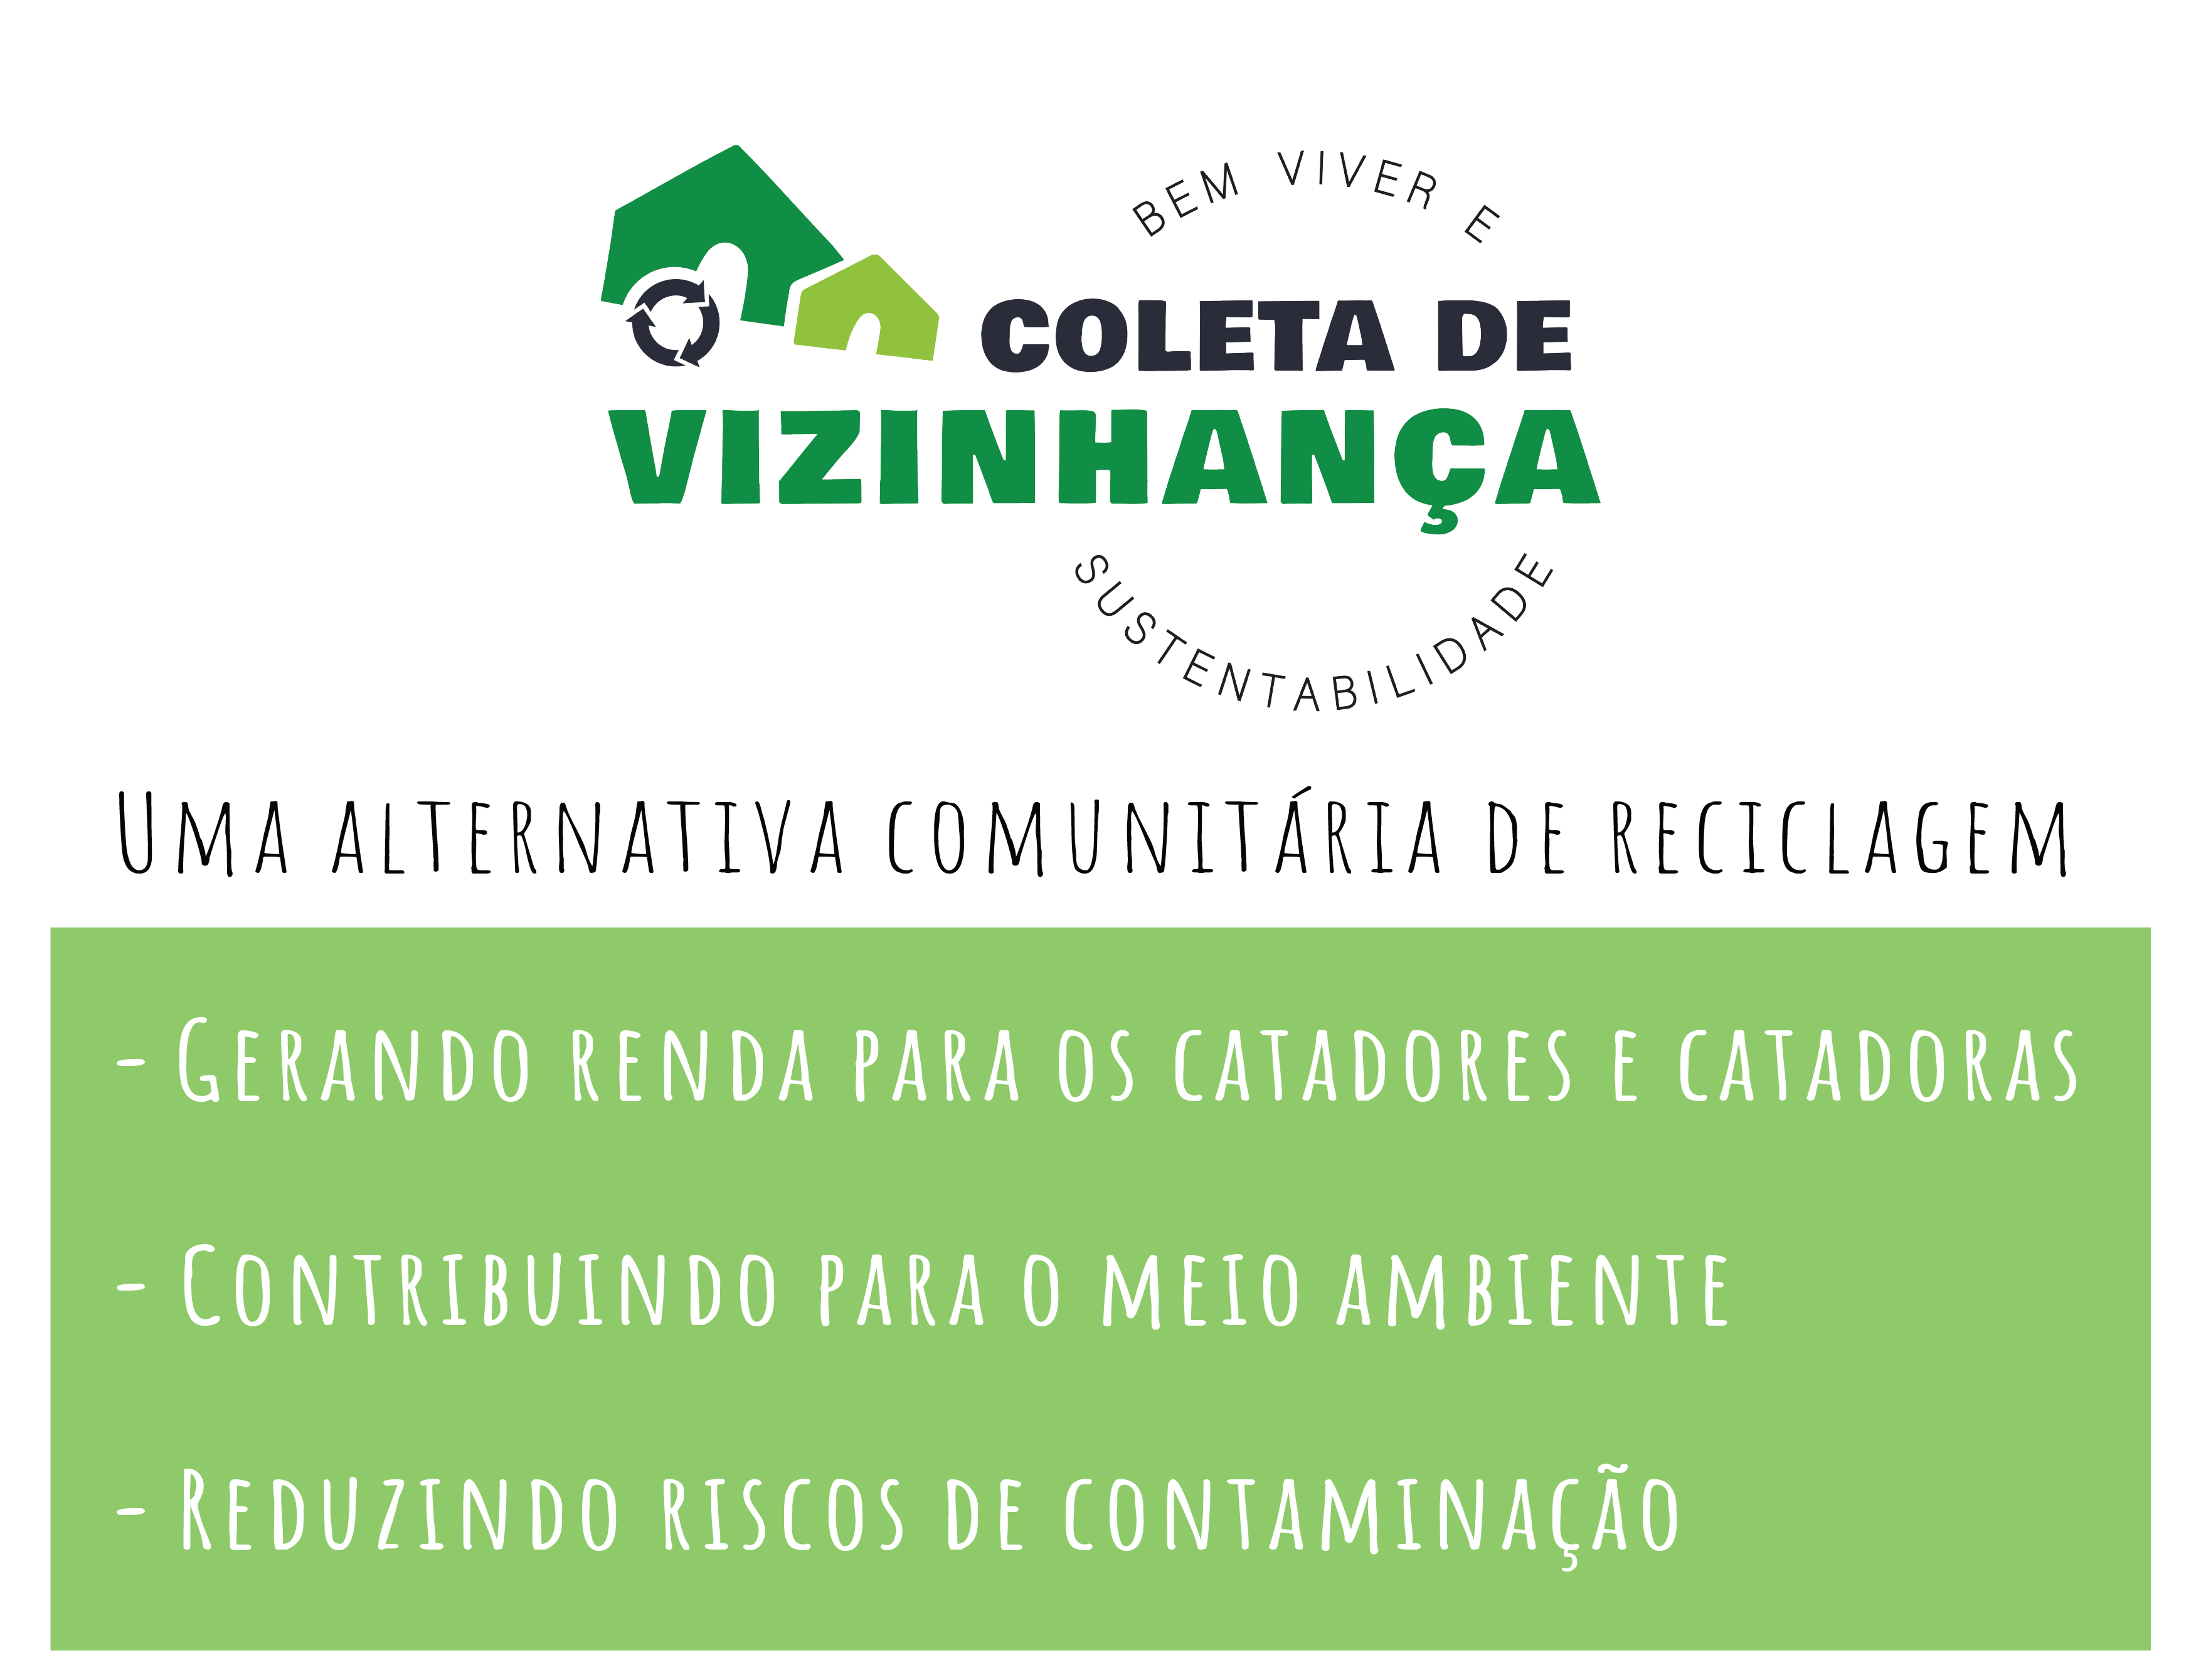 BEM VIVER E
COLETA DE
VIZINHANÇA
SUSTENTABILIDADE
UMA ALTERNATIVA COMUNITÁRIA DE RECICLAGEM
- GERANDO RENDA PARA OS CATADORES E CATADORAS
- CONTRIBUINDO PARA O MEIO AMBIENTE
- REDUZINDO RISCOS DE CONTAMINAÇÃO